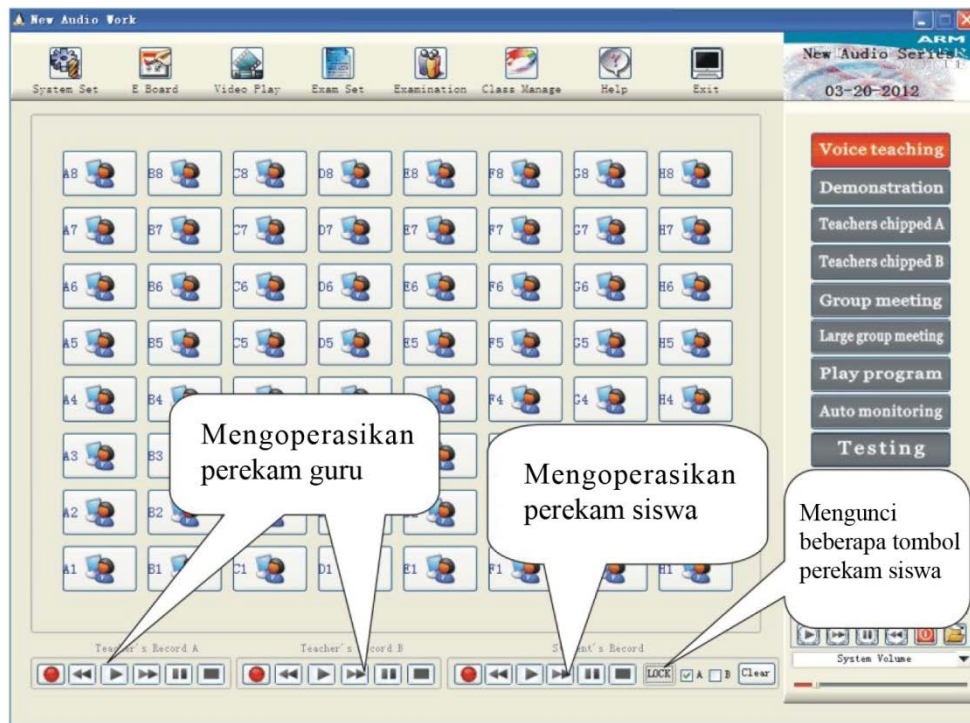 New Audio Work
ARM
System Set E Board Video Play Exam Set Examination Class Manage Help Exit
New Audio Series
03-20-2012
A8 B8 C8 D8 E8 F8 G8 H8
A7 B7 C7 D7 E7 F7 G7 H7
A6 B6 C6 D6 E6 F6 G6 H6
A5 B5 C5 D5 E5 F5 G5 H5
A4 B4 F4 G4 H4
A3 B3
A2 B2
A1 B1 C1 D1 E1 F1 H1
Voice teaching
Demonstration
Teachers chipped A
Teachers chipped B
Group meeting
Large group meeting
Play program
Auto monitoring
Testing
Mengoperasikan
perekam guru
Mengoperasikan
perekam siswa
Mengunci
beberapa tombol
perekam siswa
System Volume
Teacher's Record A Teacher's Record B Student's Record
LOCK A B Clear